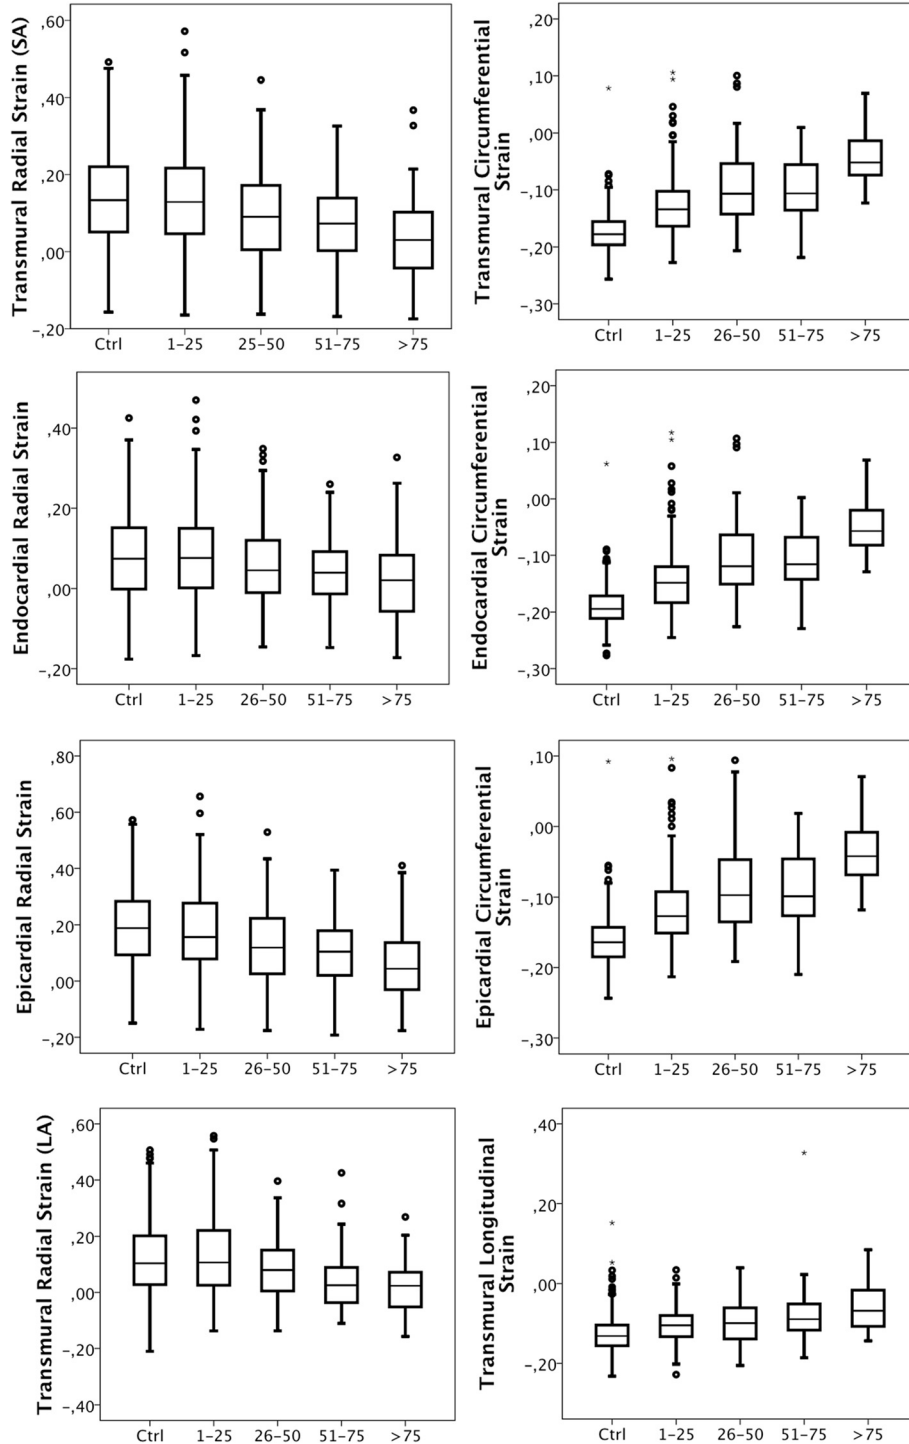 Transmural Radial Strain (SA)
,60
,40
,20
,00
-,20
Ctrl 1-25 25-50 51-75 >75
Transmural Circumferential
Strain
,20
,10
,00
-,10
-,20
-,30
Ctrl 1-25 26-50 51-75 >75
Endocardial Radial Strain
,40
,20
,00
-,20
Ctrl 1-25 26-50 51-75 >75
Endocardial Circumferential
Strain
,20
,10
,00
-,10
-,20
-,30
Ctrl 1-25 26-50 51-75 >75
Epicardial Radial Strain
,80
,60
,40
,20
,00
-,20
Ctrl 1-25 26-50 51-75 >75
Epicardial Circumferential
Strain
,10
,00
-,10
-,20
-,30
Ctrl 1-25 26-50 51-75 >75
Transmural Radial Strain (LA)
,60
,40
,20
,00
-,20
-,40
Ctrl 1-25 26-50 51-75 >75
Transmural Longitudinal
Strain
,40
,20
,00
-,20
Ctrl 1-25 26-50 51-75 >75